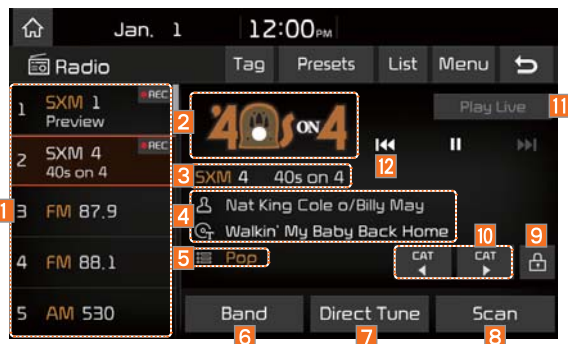 Jan. 1 12:00 PM
Radio Tag Presets List Menu
1 SXM 1 REC
Preview
2 SXM 4 REC
40s on 4
3 FM 87.9
4 FM 88.1
5 AM 530
1
2
'40s ON 4
Play Live
11
12
3
SXM 4 40s on 4
4
Nat King Cole o/Billy May
Walkin' My Baby Back Home
5
Pop
10
CAT
CAT
9
Band
Direct Tune
Scan
6
7
8